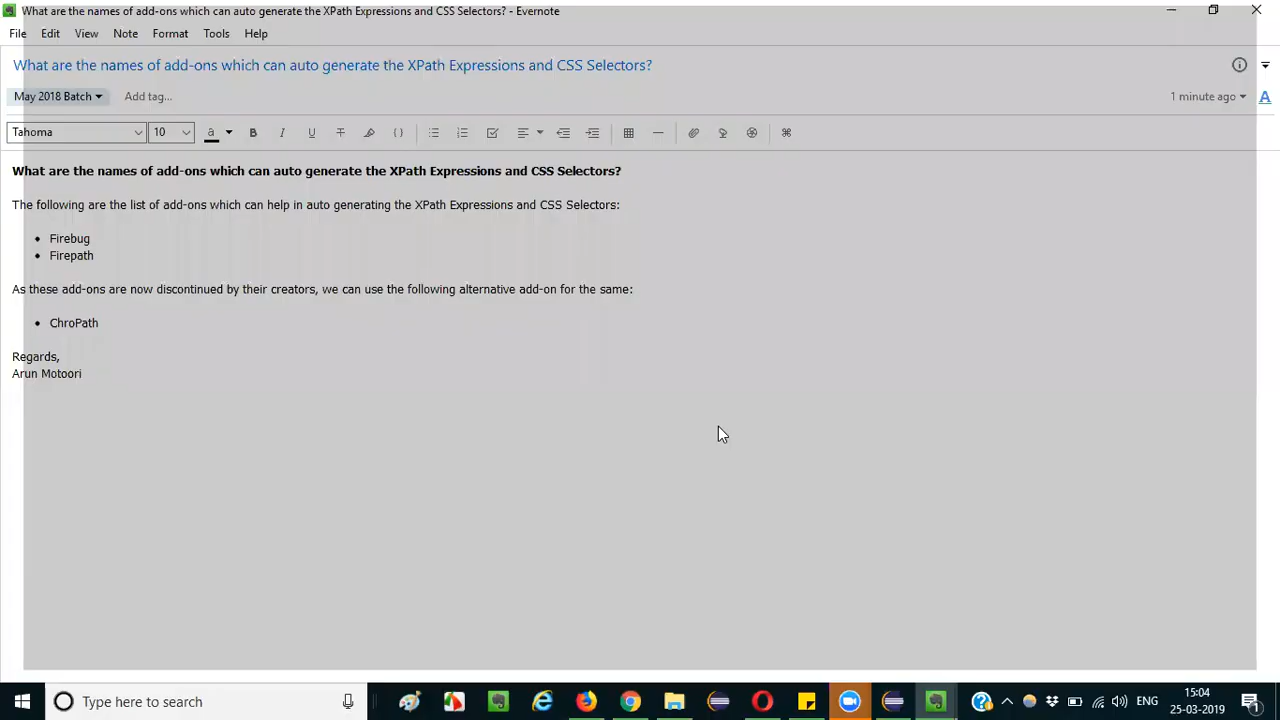 What are the names of add-ons which can auto generate the XPath Expressions and CSS Selectors? - Evernote
File Edit View Note Format Tools Help
What are the names of add-ons which can auto generate the XPath Expressions and CSS Selectors?
May 2018 Batch Add tag... 1 minute ago
Tahoma 10 a B I U T A
What are the names of add-ons which can auto generate the XPath Expressions and CSS Selectors?
The following are the list of add-ons which can help in auto generating the XPath Expressions and CSS Selectors:
• Firebug
• Firepath
As these add-ons are now discontinued by their creators, we can use the following alternative add-on for the same:
• ChroPath
Regards,
Arun Motoori
Type here to search ENG 15:04
25-03-2019